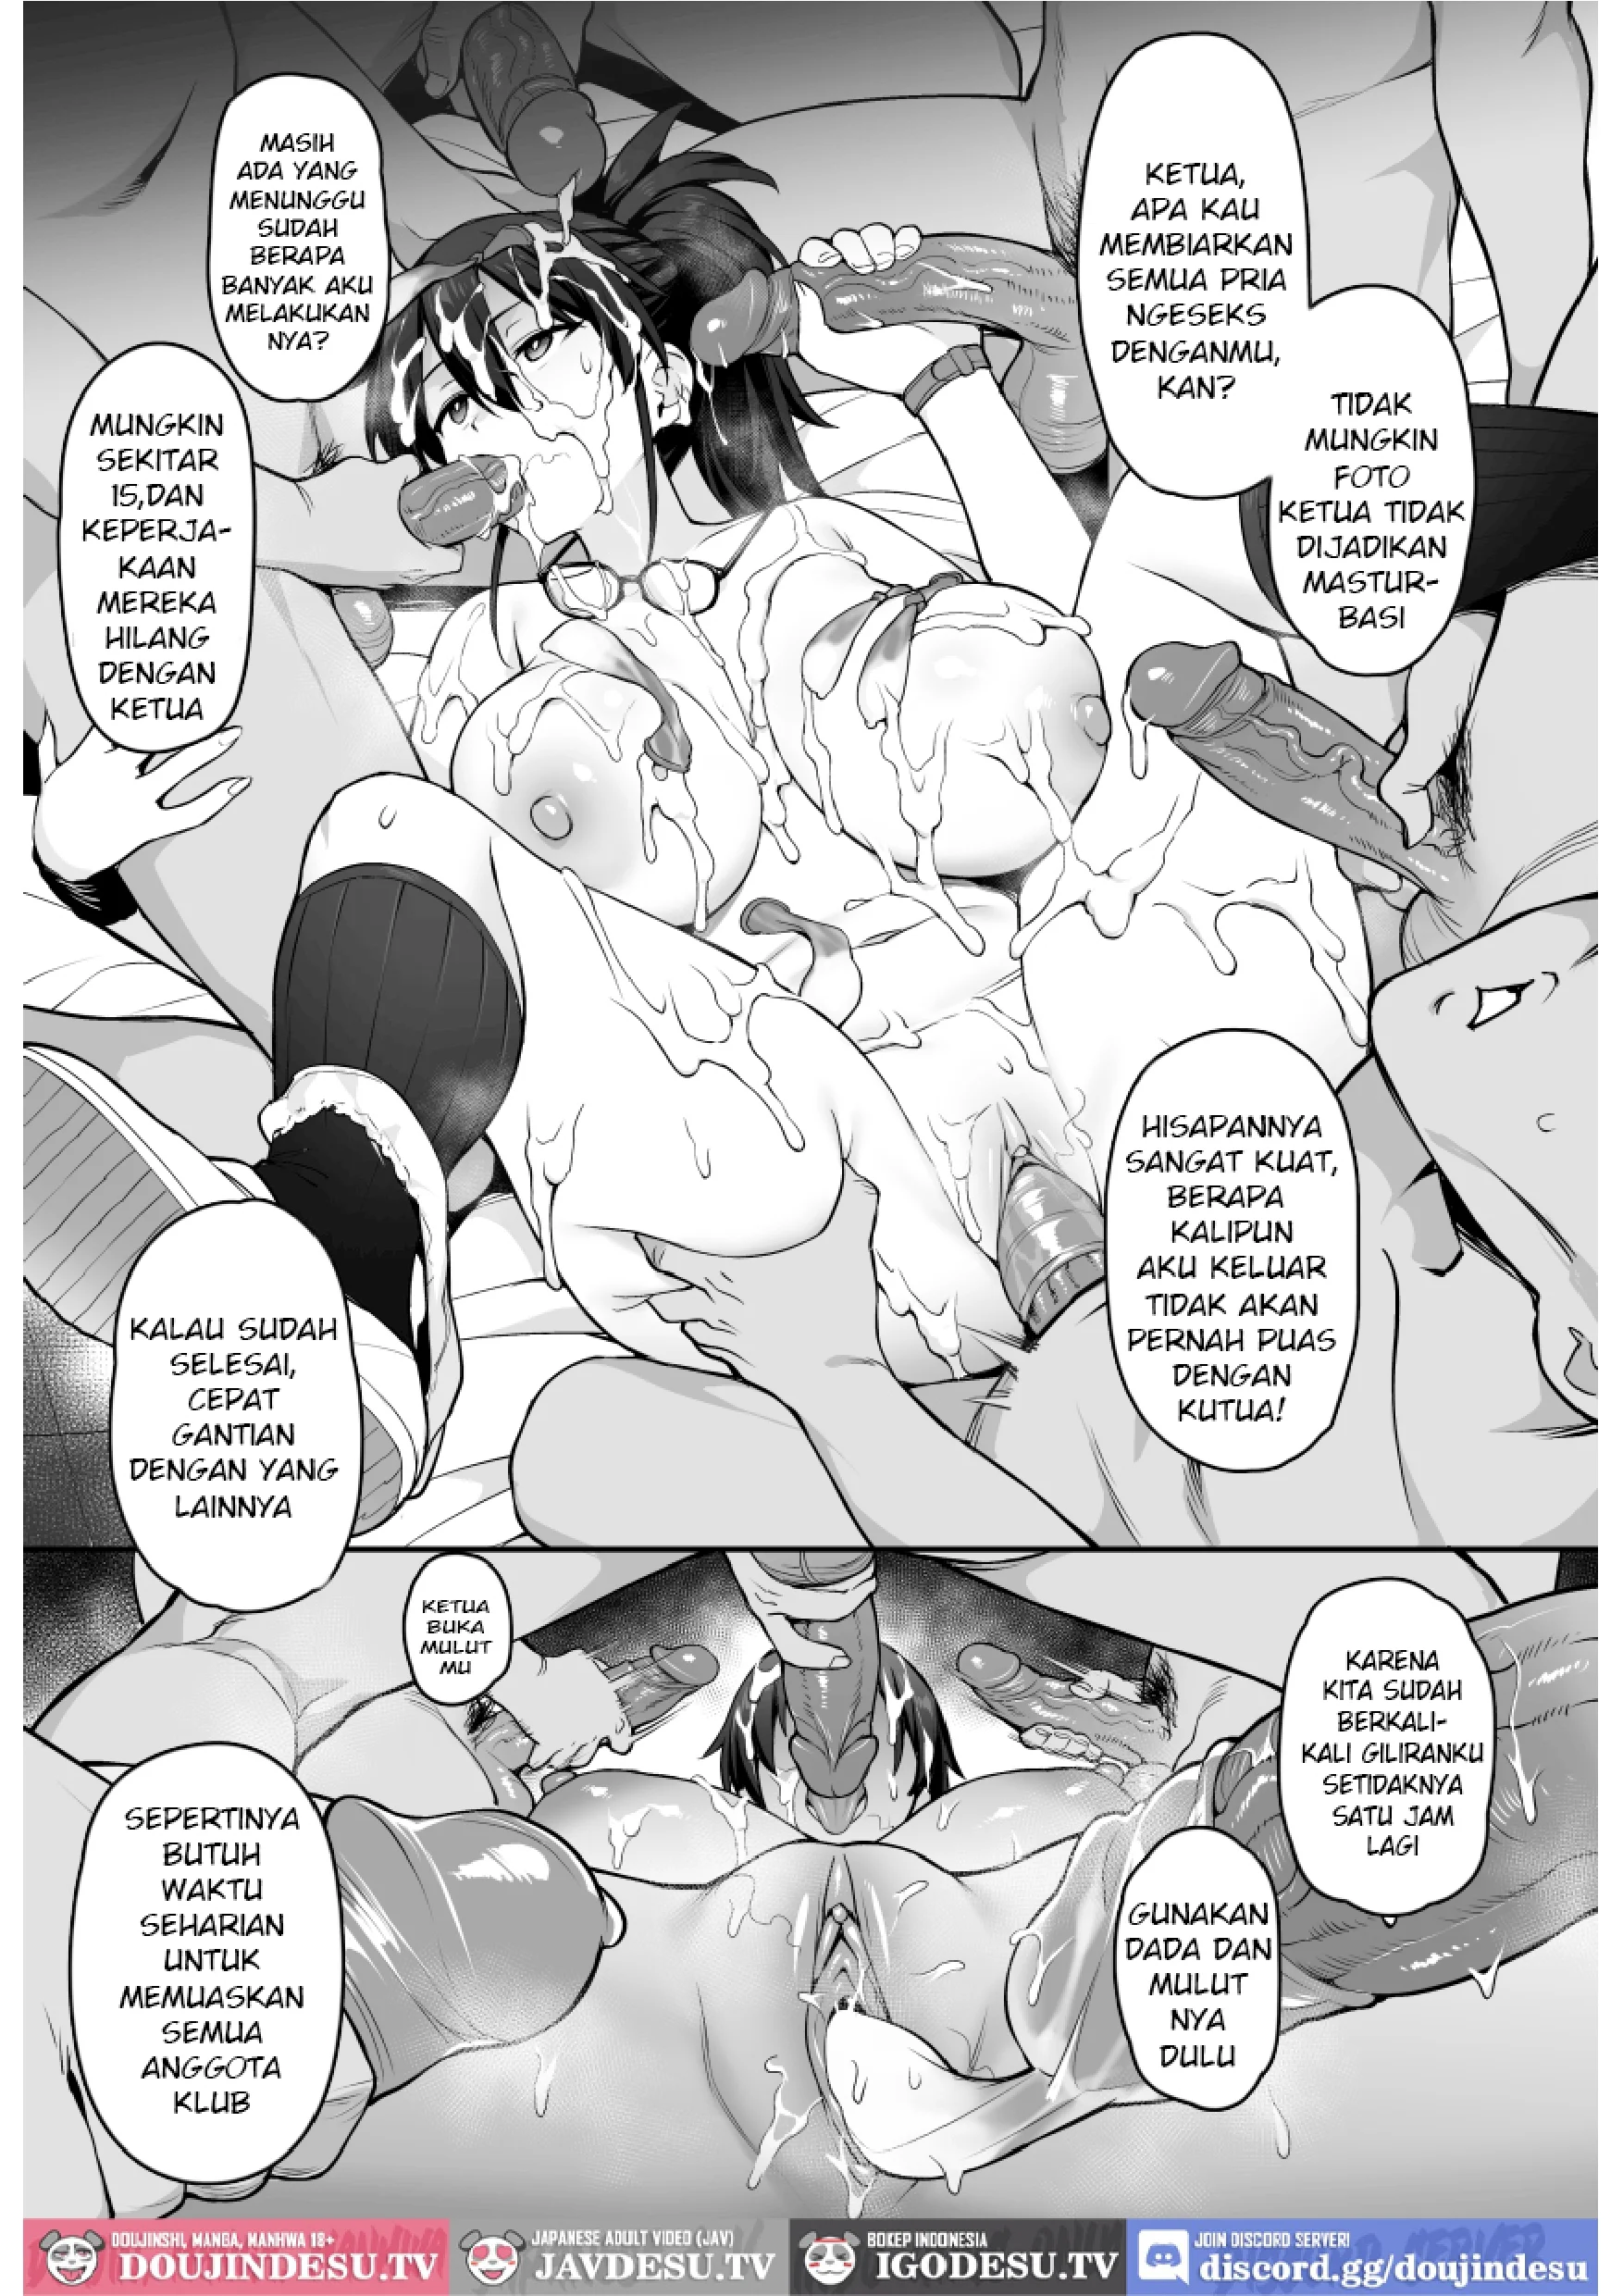 KETUA,
APA KAU
MEMBIARKAN
SEMUA PRIA
NGESEKS
DENGANMU,
KAN?
TIDAK
MUNGKIN
FOTO
KETUA TIDAK
DIJADIKAN
MASTUR-
BASI
MASIH
ADA YANG
MENUNGGU
SUDAH
BERAPA
BANYAK AKU
MELAKUKAN
NYA?
MUNGKIN
SEKITAR
15,DAN
KEPERJA-
KAAN
MEREKA
HILANG
DENGAN
KETUA
HISAPANNYA
SANGAT KUAT,
BERAPA
KALIPUN
AKU KELUAR
TIDAK AKAN
PERNAH PUAS
DENGAN
KUTUA!
KALAU SUDAH
SELESAI,
CEPAT
GANTIAN
DENGAN YANG
LAINNYA
KARENA
KITA SUDAH
BERKALI-
KALI GILIRANKU
SETIDAKNYA
SATU JAM
LAGI
GUNAKAN
DADA DAN
MULUT
NYA
DULU
KETUA
BUKA
MULUT
MU
SEPERTINYA
BUTUH
WAKTU
SEHARIAN
UNTUK
MEMUASKAN
SEMUA
ANGGOTA
KLUB
DOUJINSHI, MANGA, MANHWA 18+
DOUJINDESU.TV
JAPANESE ADULT VIDEO (JAV)
JAVDESU.TV
BOKEP INDONESIA
IGODESU.TV
JOIN DISCORD SERVER!
discord.gg/doujindesu